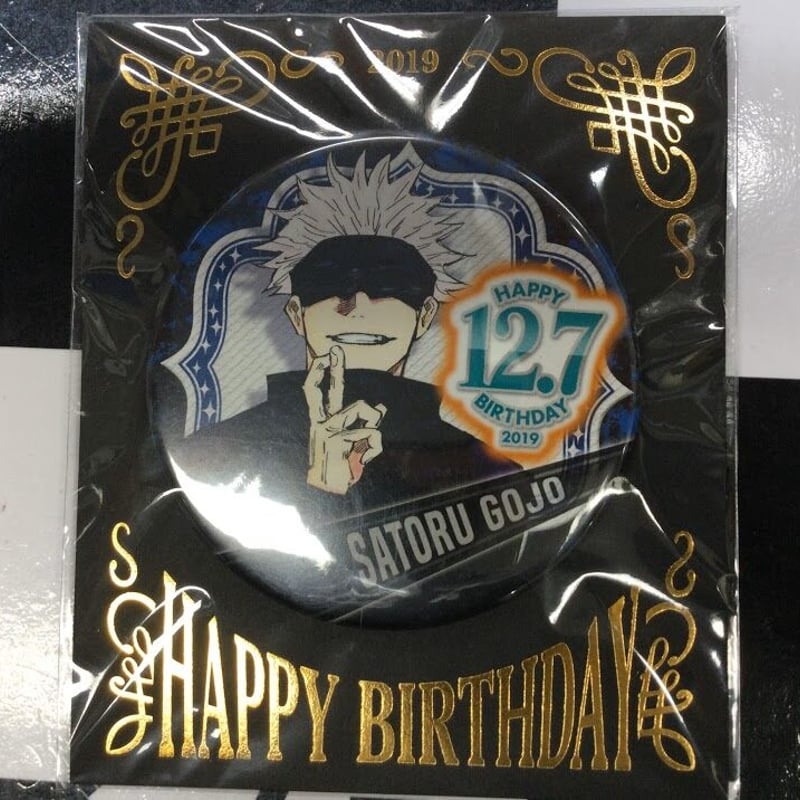 2019
HAPPY
12.7
BIRTHDAY
2019
SATORU GOJO
HAPPY BIRTHDAY